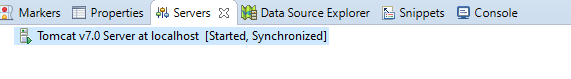 Markers Properties Servers Data Source Explorer Snippets Console
Tomcat v7.0 Server at localhost [Started, Synchronized]